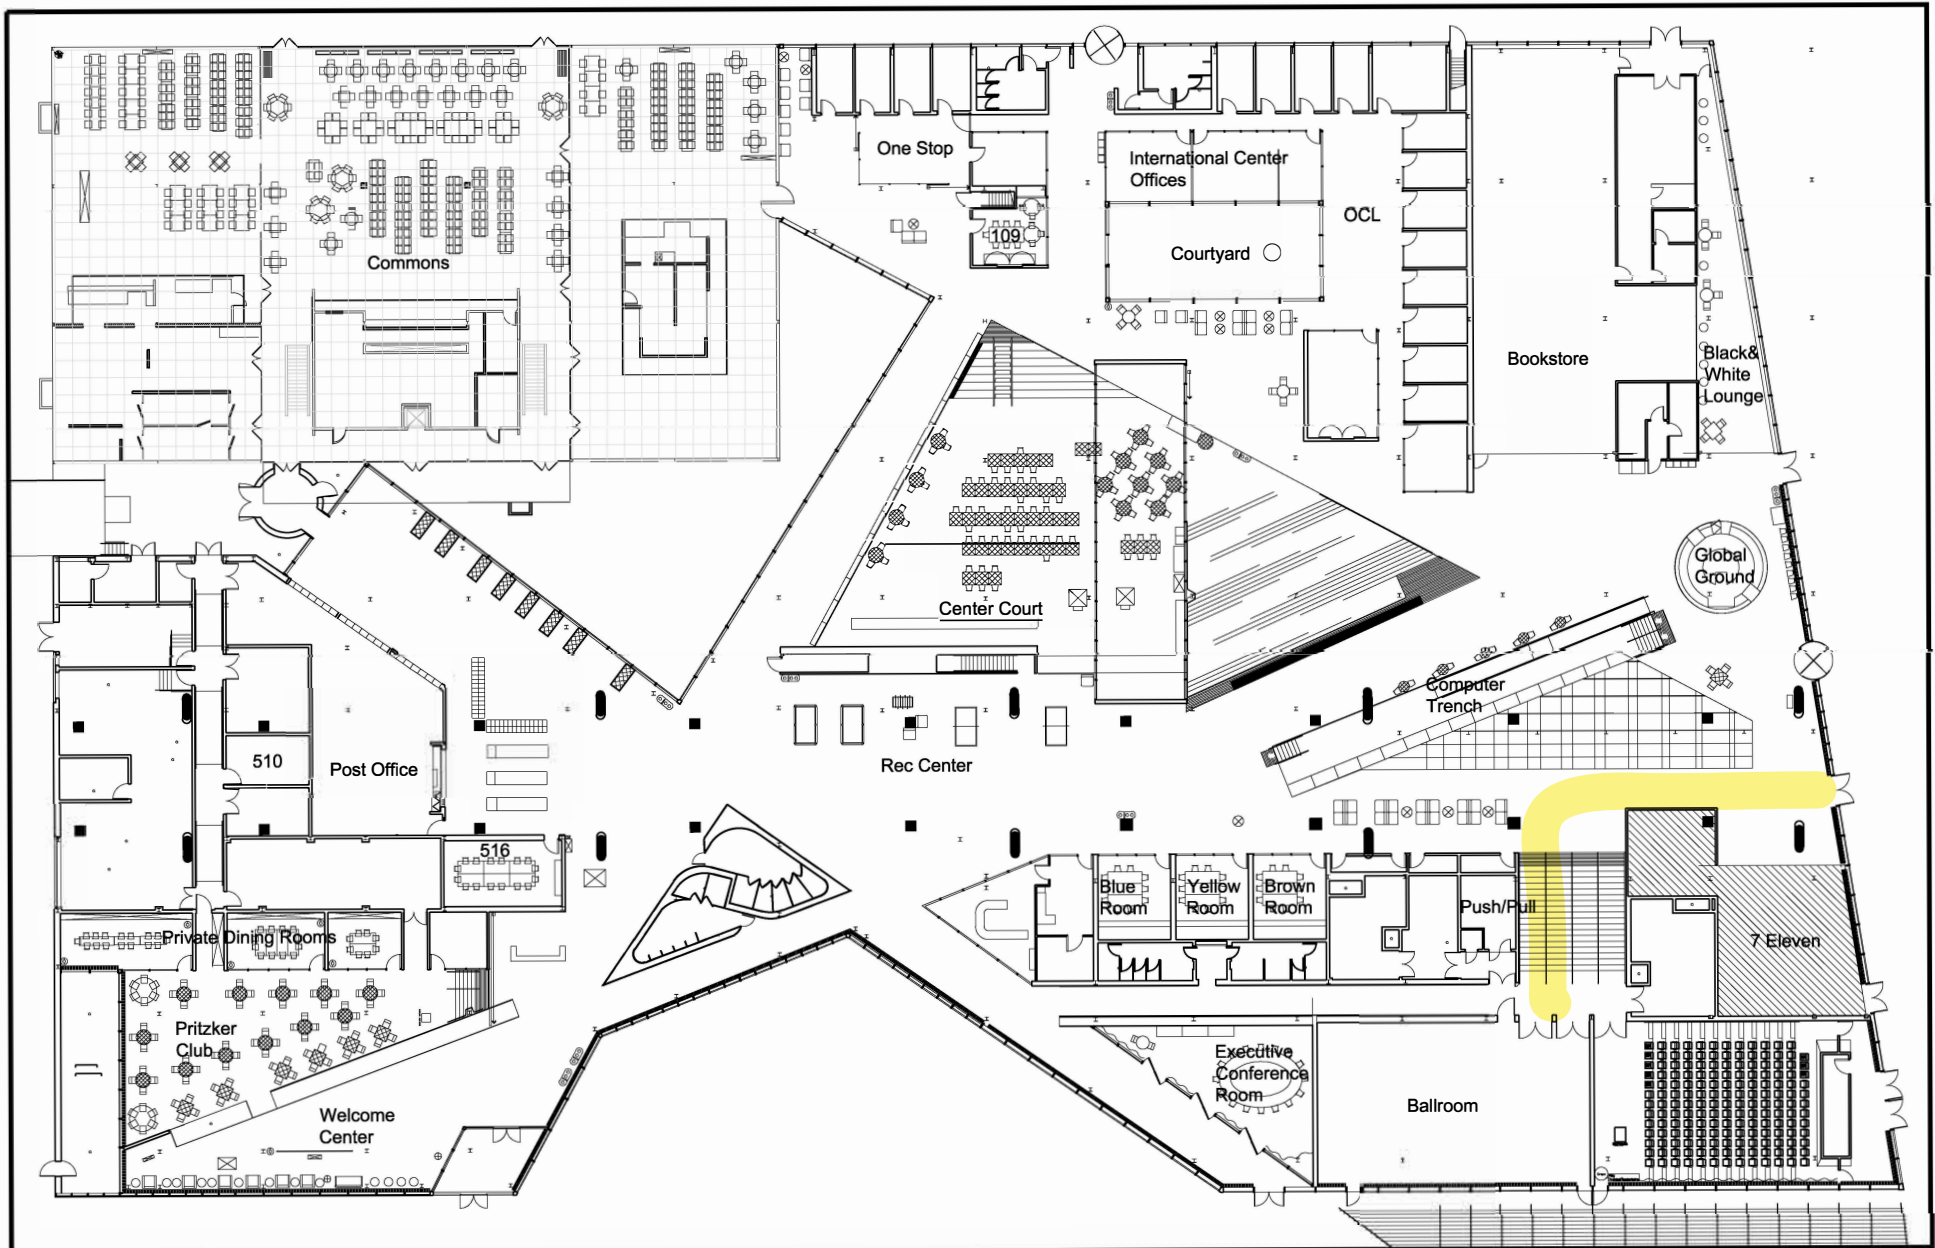 One Stop
International Center
Offices
109
OCL
Courtyard
Commons
Bookstore
Black&
White
Lounge
Global
Ground
Center Court
Computer
Trench
510
Post Office
Rec Center
516
Blue
Room
Yellow
Room
Brown
Room
Push/Pull
7 Eleven
Private Dining Rooms
Pritzker
Club
Executive
Conference
Room
Welcome
Center
Ballroom